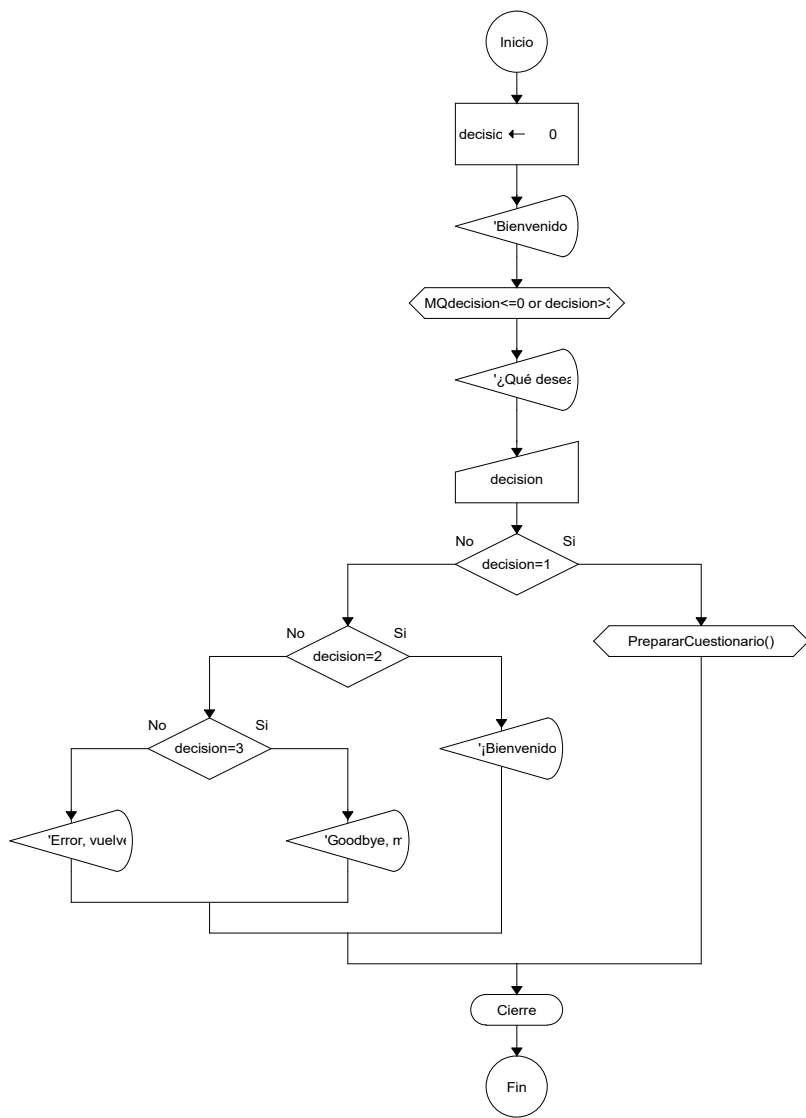 Inicio
decisic ← 0
'Bienvenido
MQdecision<=0 or decision>3
'¿Qué desea
decision
No
Si
decision=1
No
Si
PrepararCuestionario()
decision=2
No
Si
decision=3
'¡Bienvenido
'Error, vuelve
'Goodbye, m
Cierre
Fin